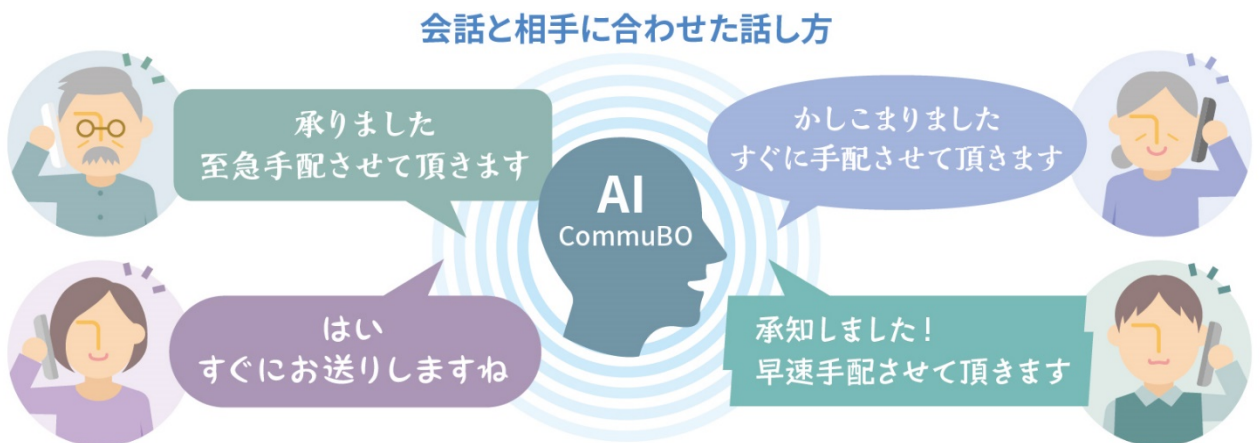 会話と相手に合わせた話し方
承りました
至急手配させて頂きます
かしこまりました
すぐに手配させて頂きます
AI
CommuBO
はい
すぐにお送りしますね
承知しました!
早速手配させて頂きます